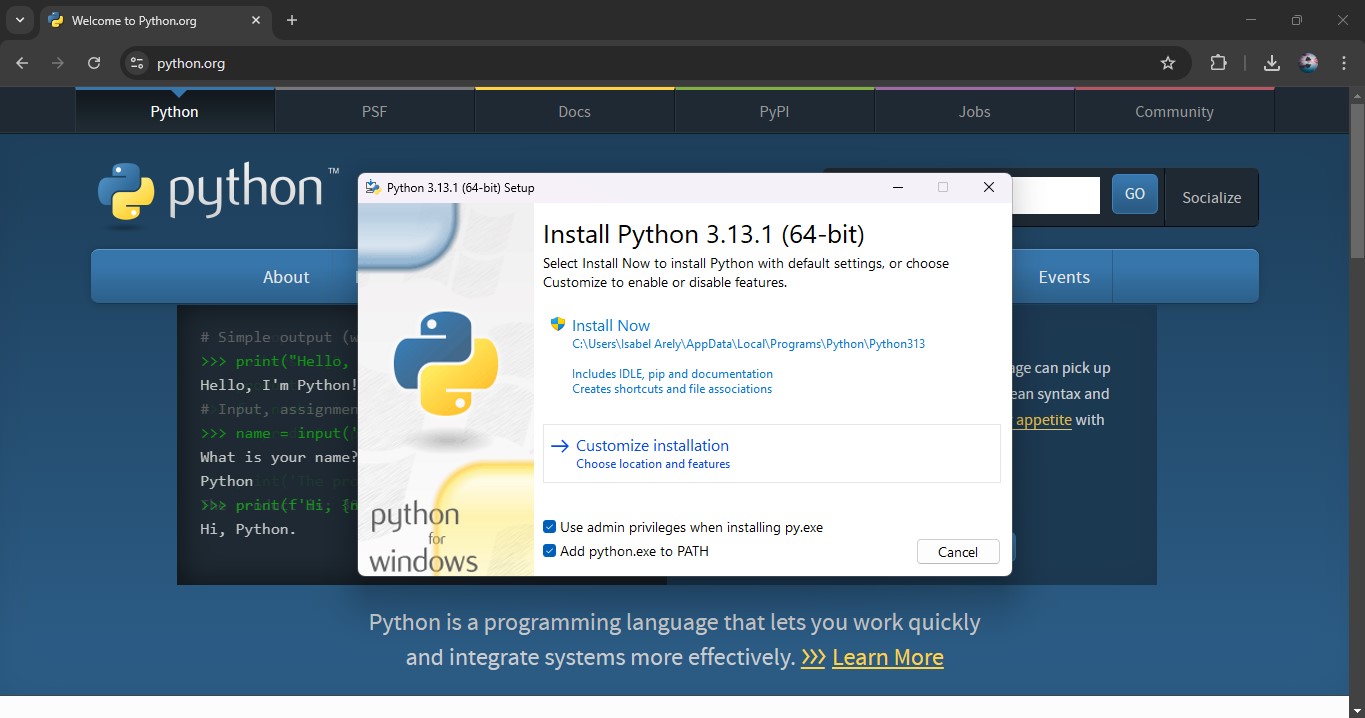 Welcome to Python.org
python.org
Python
PSF
Docs
PyPI
Jobs
Community
python™
GO
Socialize
About
Events
# Simple output (w
>>> print("Hello,
Hello, I'm Python!
# Input, assignmen
>>> name = input('
What is your name?
Python
>>> print(f'Hi, {n
Hi, Python.
age can pick up
ean syntax and
appetite with
Python 3.13.1 (64-bit) Setup
Install Python 3.13.1 (64-bit)
Select Install Now to install Python with default settings, or choose
Customize to enable or disable features.
Install Now
C:\Users\Isabel Arely\AppData\Local\Programs\Python\Python313
Includes IDLE, pip and documentation
Creates shortcuts and file associations
Customize installation
Choose location and features
Use admin privileges when installing py.exe
Add python.exe to PATH
Cancel
python
for
windows
Python is a programming language that lets you work quickly
and integrate systems more effectively. >>> Learn More